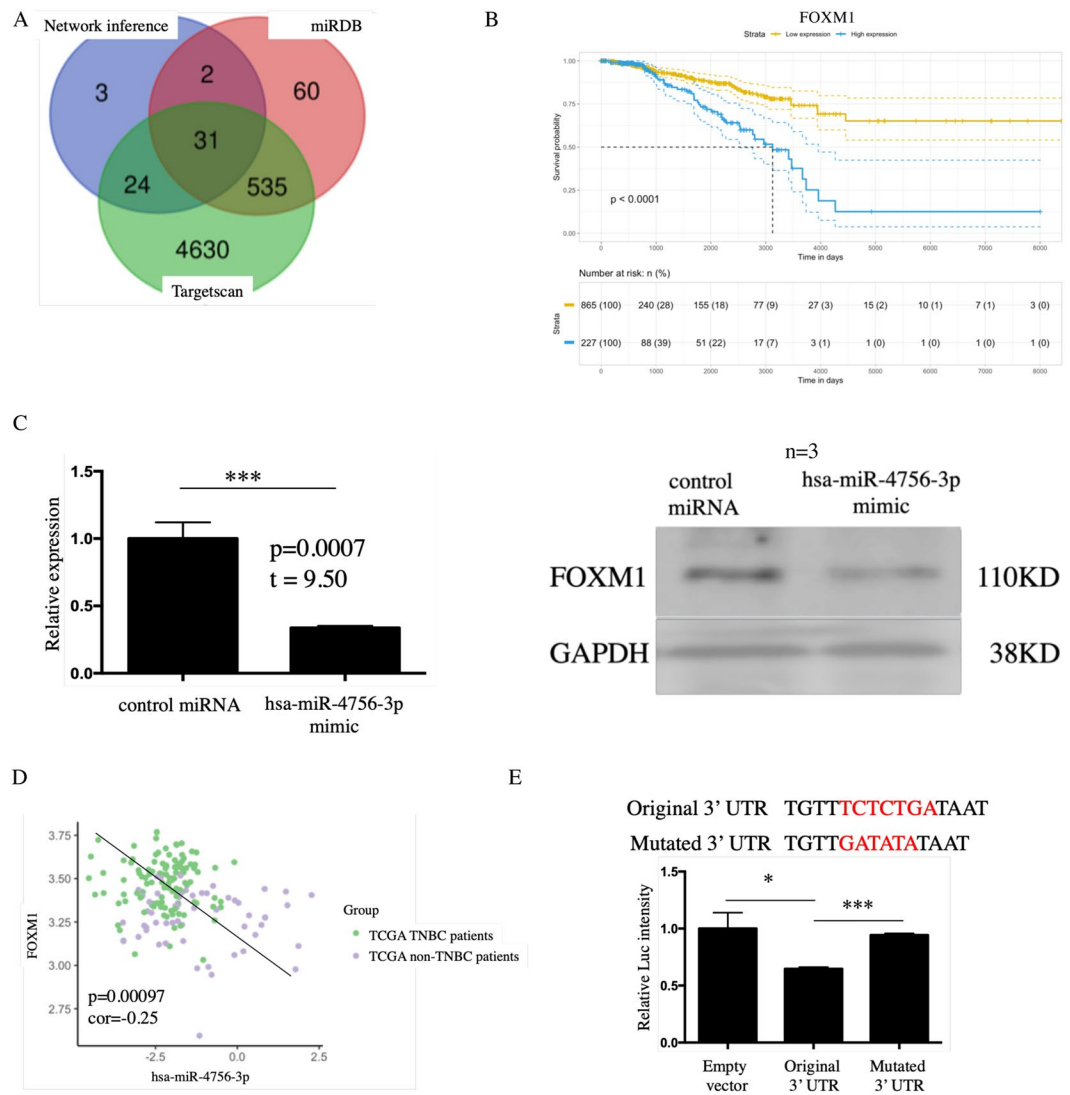 A
Network inference
miRDB
3
2
60
31
24
535
4630
Targetscan
B
FOXM1
Strata Low expression High expression
Survival probability
1.00
0.75
0.50
0.25
0.00
p < 0.0001
0 1000 2000 3000 4000 5000 6000 7000 8000
Time in days
Number at risk: n (%)
Strata
865 (100) 240 (28) 155 (18) 77 (9) 27 (3) 15 (2) 10 (1) 7 (1) 3 (0)
227 (100) 88 (39) 51 (22) 17 (7) 3 (1) 1 (0) 1 (0) 1 (0) 1 (0)
0 1000 2000 3000 4000 5000 6000 7000 8000
Time in days
C
Relative expression
1.5
1.0
0.5
0.0
***
p=0.0007
t = 9.50
control miRNA
hsa-miR-4756-3p
mimic
n=3
control
miRNA
hsa-miR-4756-3p
mimic
FOXM1
110KD
GAPDH
38KD
D
FOXM1
3.75
3.50
3.25
3.00
2.75
p=0.00097
cor=-0.25
-2.5 0.0 2.5
hsa-miR-4756-3p
Group
TCGA TNBC patients
TCGA non-TNBC patients
E
Original 3’ UTR TGTTTCTCTGATAAT
Mutated 3’ UTR TGTTGATATATAAT
Relative Luc intensity
1.5
1.0
0.5
0.0
*
***
Empty
vector
Original
3’ UTR
Mutated
3’ UTR